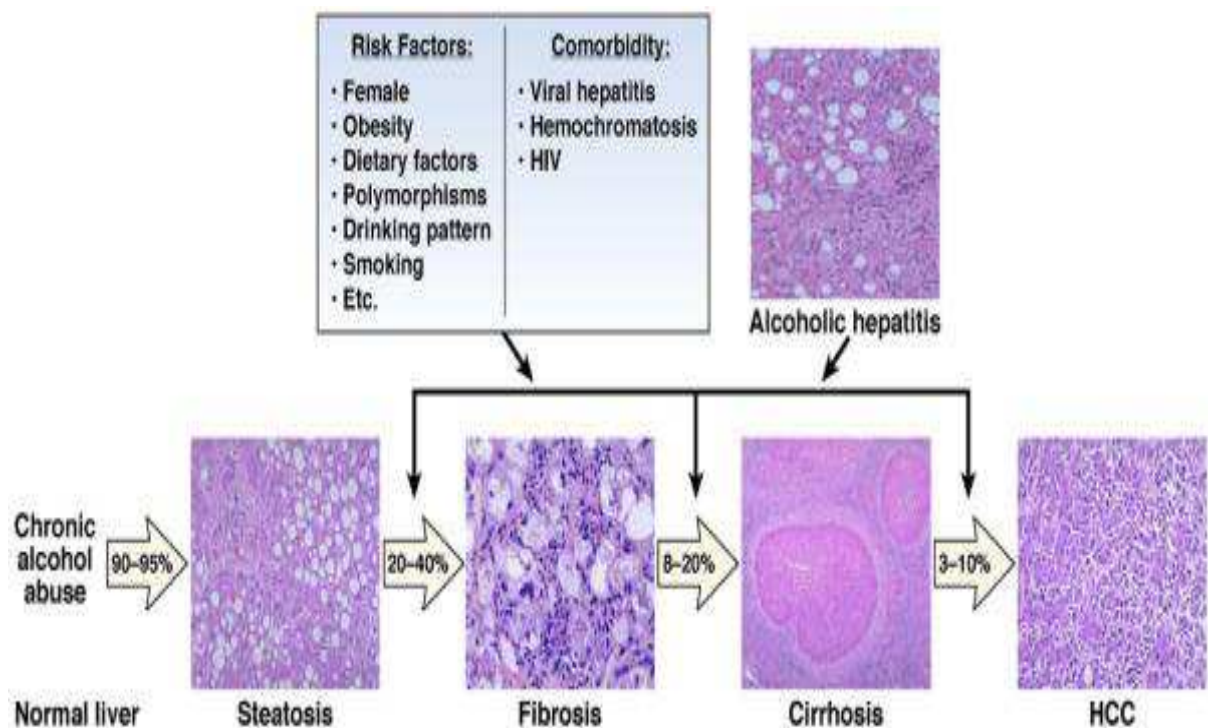 Risk Factors:
• Female
• Obesity
• Dietary factors
• Polymorphisms
• Drinking pattern
• Smoking
• Etc.
Comorbidity:
• Viral hepatitis
• Hemochromatosis
• HIV
Alcoholic hepatitis
Chronic
alcohol
abuse
90–95%
20–40%
8–20%
3–10%
Normal liver
Steatosis
Fibrosis
Cirrhosis
HCC